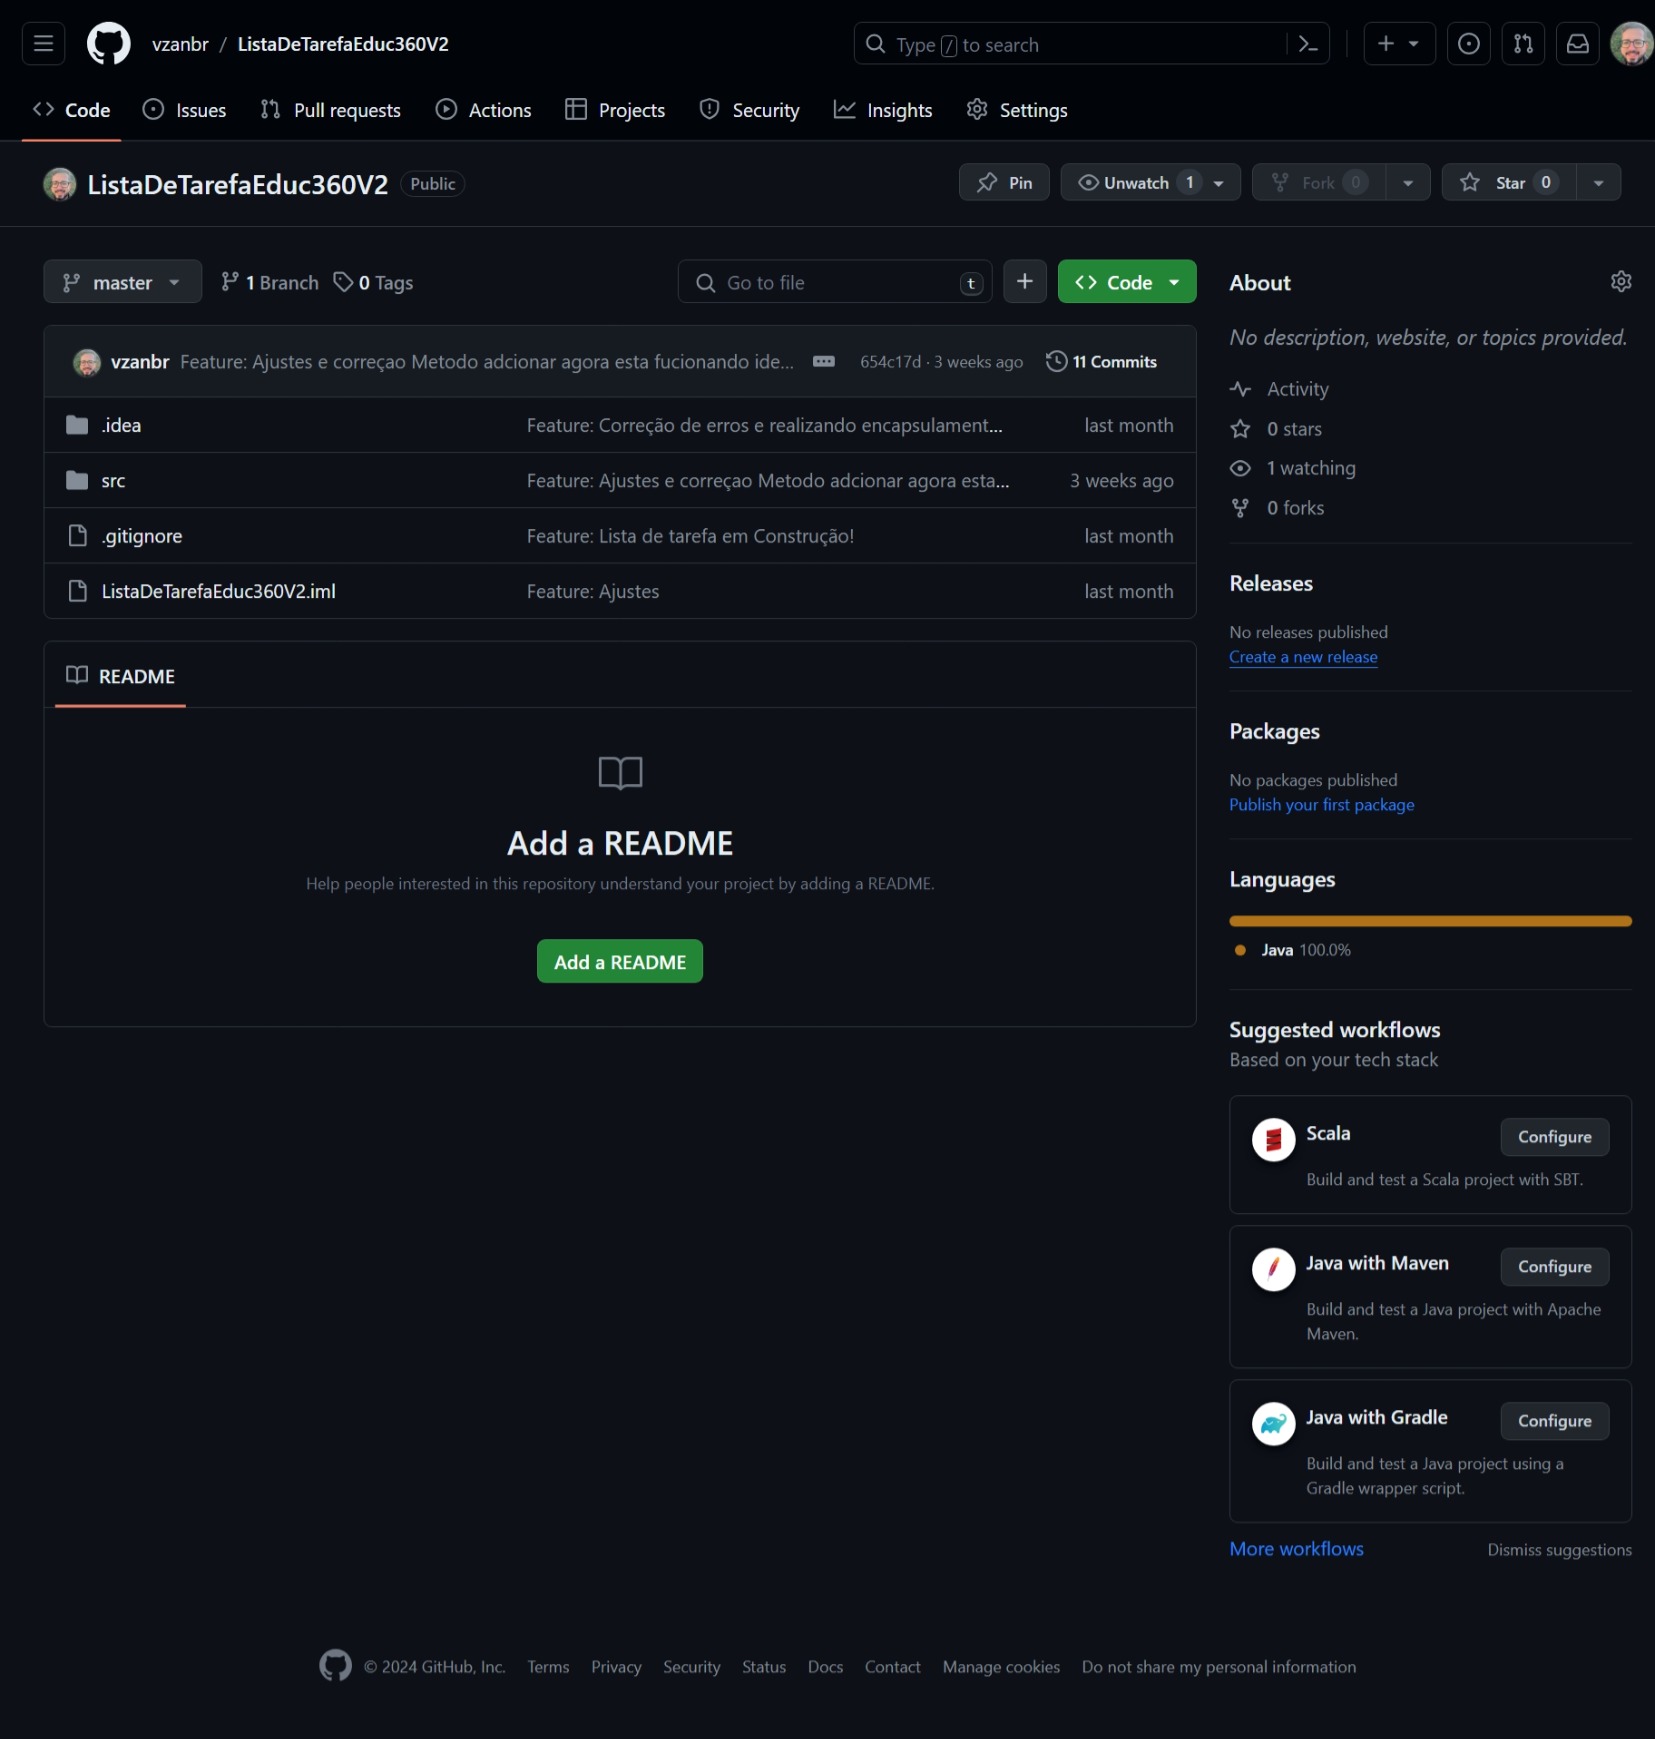 vzanbr / ListaDeTarefaEduc360V2
Type / to search
Code Issues Pull requests Actions Projects Security Insights Settings
ListaDeTarefaEduc360V2 Public
Pin Unwatch 1 Fork 0 Star 0
master 1 Branch 0 Tags
Go to file t
Code
vzanbr Feature: Ajustes e correçao Metodo adcionar agora esta fucionando ide... 654c17d · 3 weeks ago 11 Commits
.idea Feature: Correção de erros e realizando encapsulament... last month
src Feature: Ajustes e correçao Metodo adcionar agora esta... 3 weeks ago
.gitignore Feature: Lista de tarefa em Construção! last month
ListaDeTarefaEduc360V2.iml Feature: Ajustes last month
README
Add a README
Help people interested in this repository understand your project by adding a README.
Add a README
About
No description, website, or topics provided.
Activity
0 stars
1 watching
0 forks
Releases
No releases published
Create a new release
Packages
No packages published
Publish your first package
Languages
Java 100.0%
Suggested workflows
Based on your tech stack
Scala Configure
Build and test a Scala project with SBT.
Java with Maven Configure
Build and test a Java project with Apache
Maven.
Java with Gradle Configure
Build and test a Java project using a
Gradle wrapper script.
More workflows Dismiss suggestions
© 2024 GitHub, Inc. Terms Privacy Security Status Docs Contact Manage cookies Do not share my personal information